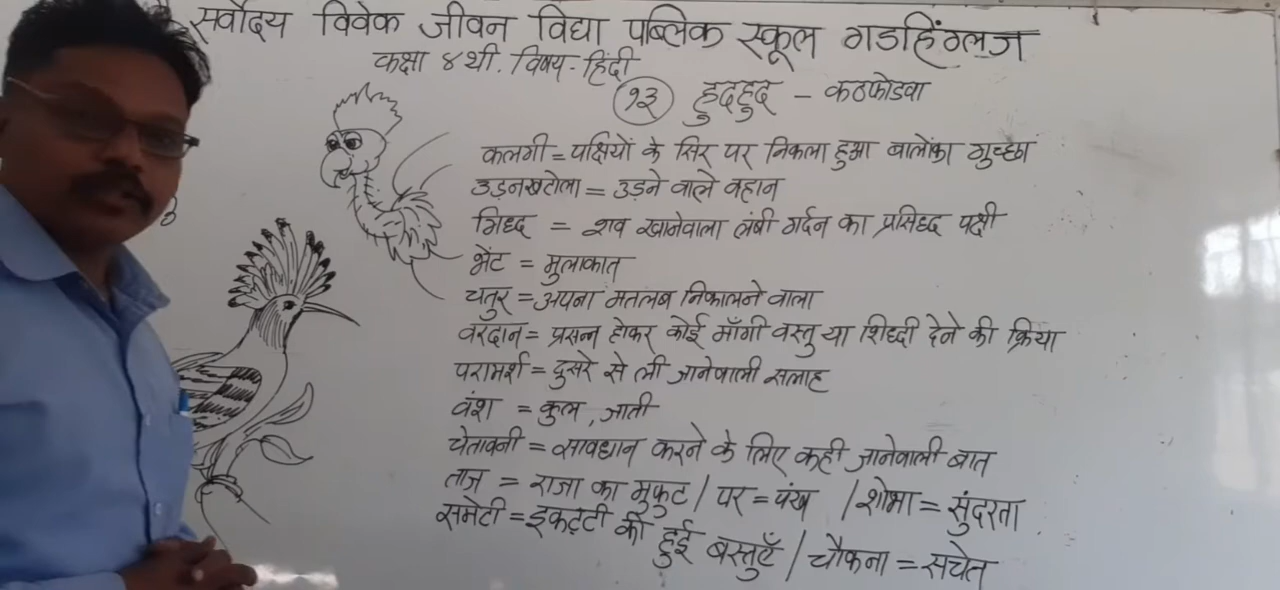 सर्वोदय विवेक जीवन विद्या पब्लिक स्कूल गडहिंग्लज
कक्षा ४थी. विषय-हिंदी
१३ हुदहुद - कठफोडवा
कलगी = पक्षियों के सिर पर निकला हुआ बालोंका गुच्छा
उड़नखटोला = उड़ने वाले वहान
गिध्द = शव खानेवाला लंबी गर्दन का प्रसिध्द पक्षी
भेंट = मुलाकात
चतुर = अपना मतलब निकालने वाला
वरदान = प्रसन्न होकर कोई माँगी वस्तु या शिध्दी देने की क्रिया
परामर्श = दुसरे से ली जानेवाली सलाह
वंश = कुल, जाती
चेतावनी = सावधान करने के लिए कही जानेवाली बात
ताज = राजा का मुकुट / पर = पंख / शोभा = सुंदरता
समेटी = इकट्टी की हुई बस्तुएँ / चौकना = सचेत